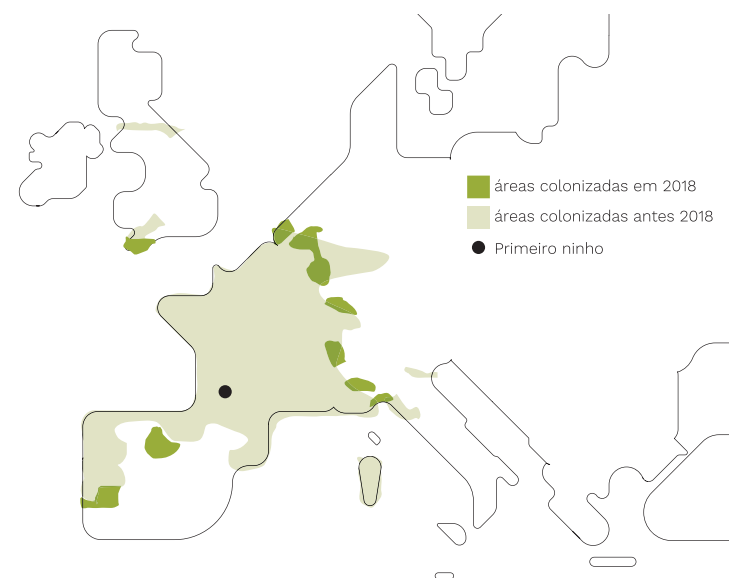 áreas colonizadas em 2018
áreas colonizadas antes 2018
Primeiro ninho